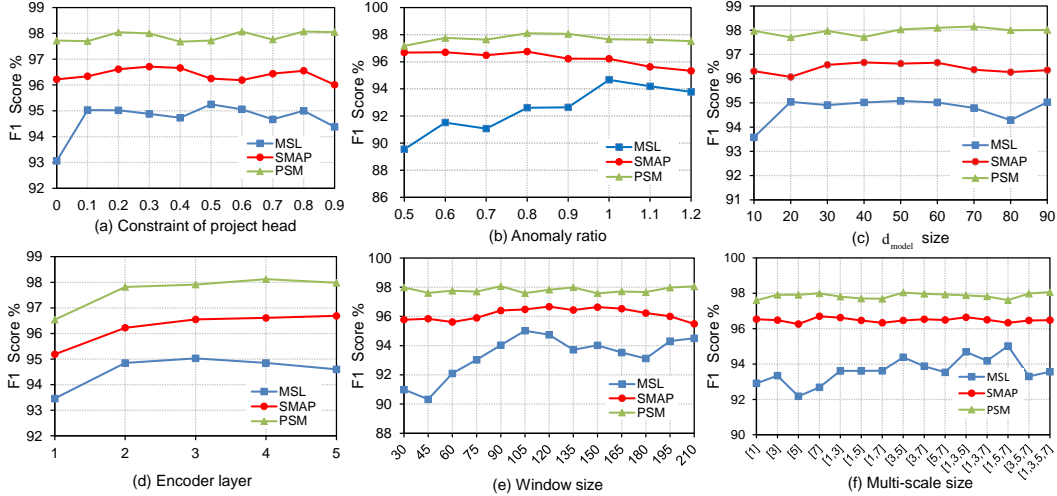 99
98
97
96
95
94
93
92
F1 Score %
MSL
SMAP
PSM
0 0.1 0.2 0.3 0.4 0.5 0.6 0.7 0.8 0.9
(a) Constraint of project head
100
98
96
94
92
90
88
86
F1 Score %
MSL
SMAP
PSM
0.5 0.6 0.7 0.8 0.9 1 1.1 1.2
(b) Anomaly ratio
99
98
97
96
95
94
93
92
91
F1 Score %
MSL
SMAP
PSM
10 20 30 40 50 60 70 80 90
(c) d_model size
99
98
97
96
95
94
93
92
F1 Score %
MSL
SMAP
PSM
1 2 3 4 5
(d) Encoder layer
100
98
96
94
92
90
88
F1 Score %
MSL
SMAP
PSM
30 45 60 75 90 105 120 135 150 165 180 195 210
(e) Window size
100
98
96
94
92
90
F1 Score %
MSL
SMAP
PSM
[1] [3] [5] [7] [1,3] [1,5] [1,7] [3,5] [3,7] [5,7] [1,3,5] [1,3,7] [1,5,7] [3,5,7] [1,3,5,7]
(f) Multi-scale size